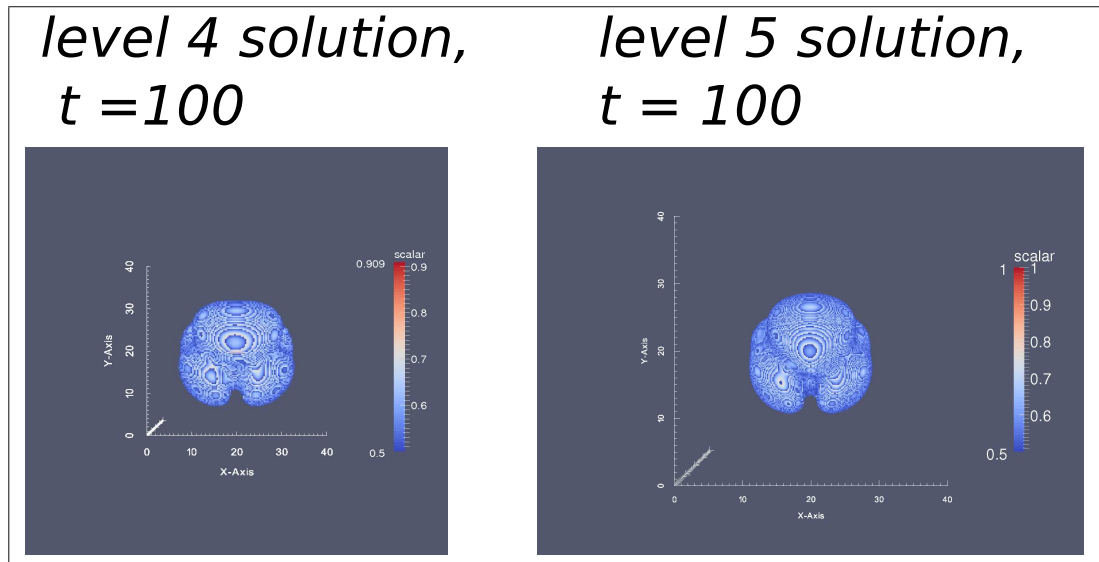 level 4 solution,
t =100
level 5 solution,
t = 100
scalar
0.909
0.9
0.8
0.7
0.6
0.5
40
30
20
10
0
Y-Axis
0 10 20 30 40
X-Axis
scalar
1 1
0.9
0.8
0.7
0.6
0.5
40
30
20
10
0
Y-Axis
0 10 20 30 40
X-Axis